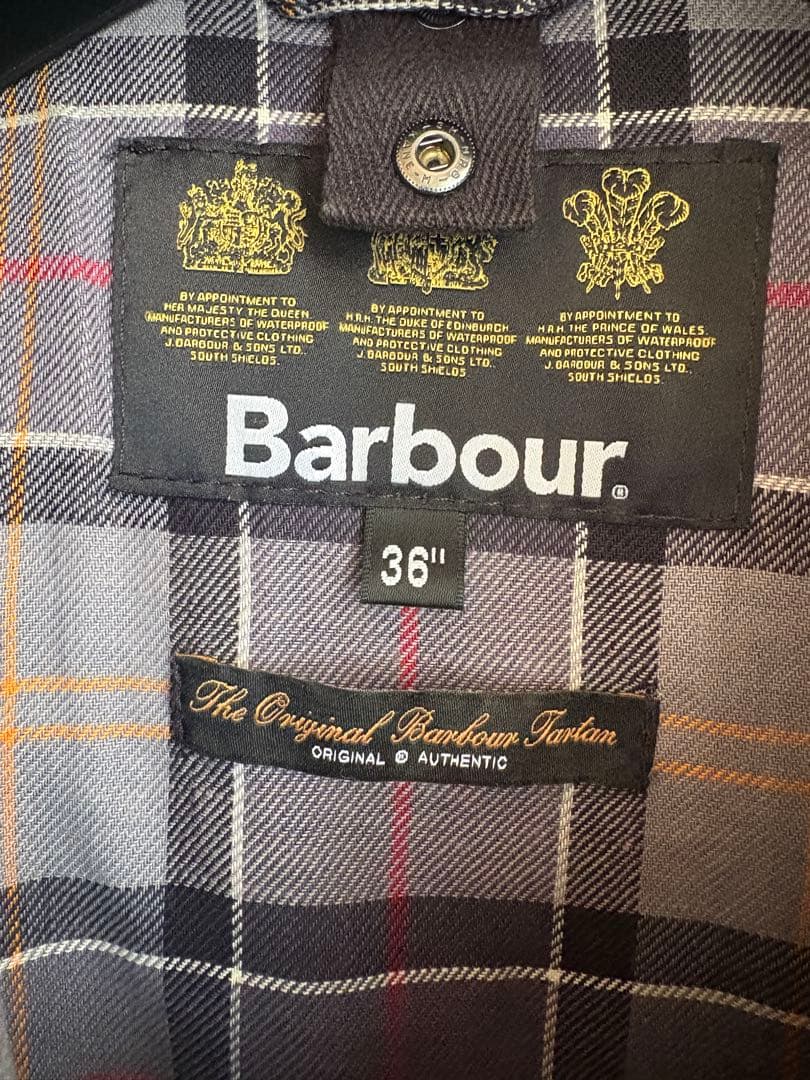 BY APPOINTMENT TO
HER MAJESTY THE QUEEN
MANUFACTURERS OF WATERPROOF
AND PROTECTIVE CLOTHING
J. BARBOUR & SONS LTD.,
SOUTH SHIELDS.
BY APPOINTMENT TO
H.R.H. THE DUKE OF EDINBURGH
MANUFACTURERS OF WATERPROOF
AND PROTECTIVE CLOTHING
J. BARBOUR & SONS LTD.,
SOUTH SHIELDS
BY APPOINTMENT TO
H.R.H. THE PRINCE OF WALES.
MANUFACTURERS OF WATERPROOF
AND PROTECTIVE CLOTHING
J. BARBOUR & SONS LTD.,
SOUTH SHIELDS.
Barbour®
36"
The Original Barbour Tartan
ORIGINAL ® AUTHENTIC